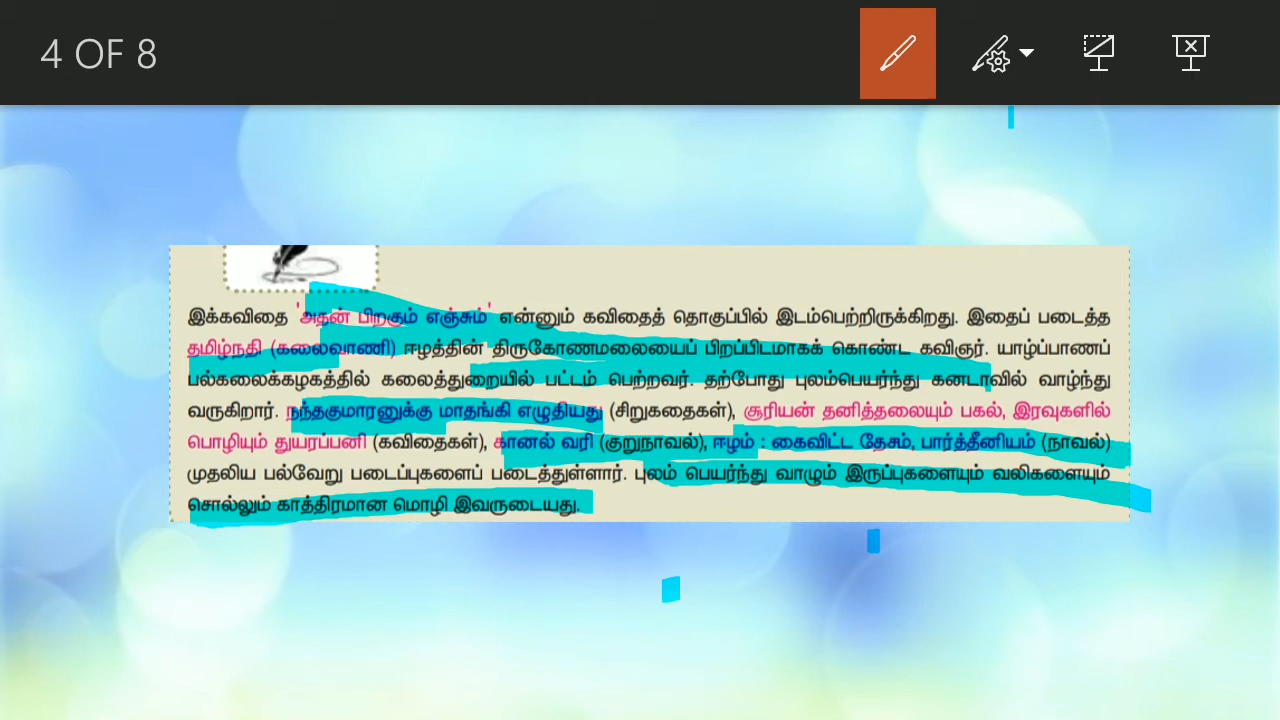 4 OF 8
இக்கவிதை 'அதன் பிறகும் எஞ்சும்' என்னும் கவிதைத் தொகுப்பில் இடம்பெற்றிருக்கிறது. இதைப் படைத்த
தமிழ்நதி (கலைவாணி) ஈழத்தின் திருகோணமலையைப் பிறப்பிடமாகக் கொண்ட கவிஞர். யாழ்ப்பாணப்
பல்கலைக்கழகத்தில் கலைத்துறையில் பட்டம் பெற்றவர். தற்போது புலம்பெயர்ந்து கனடாவில் வாழ்ந்து
வருகிறார். நந்தகுமாரனுக்கு மாதங்கி எழுதியது (சிறுகதைகள்), சூரியன் தனித்தலையும் பகல், இரவுகளில்
பொழியும் துயரப்பனி (கவிதைகள்), கானல் வரி (குறுநாவல்), ஈழம் : கைவிட்ட தேசம், பார்த்தீனியம் (நாவல்)
முதலிய பல்வேறு படைப்புகளைப் படைத்துள்ளார். புலம் பெயர்ந்து வாழும் இருப்புகளையும் வலிகளையும்
சொல்லும் காத்திரமான மொழி இவருடையது.